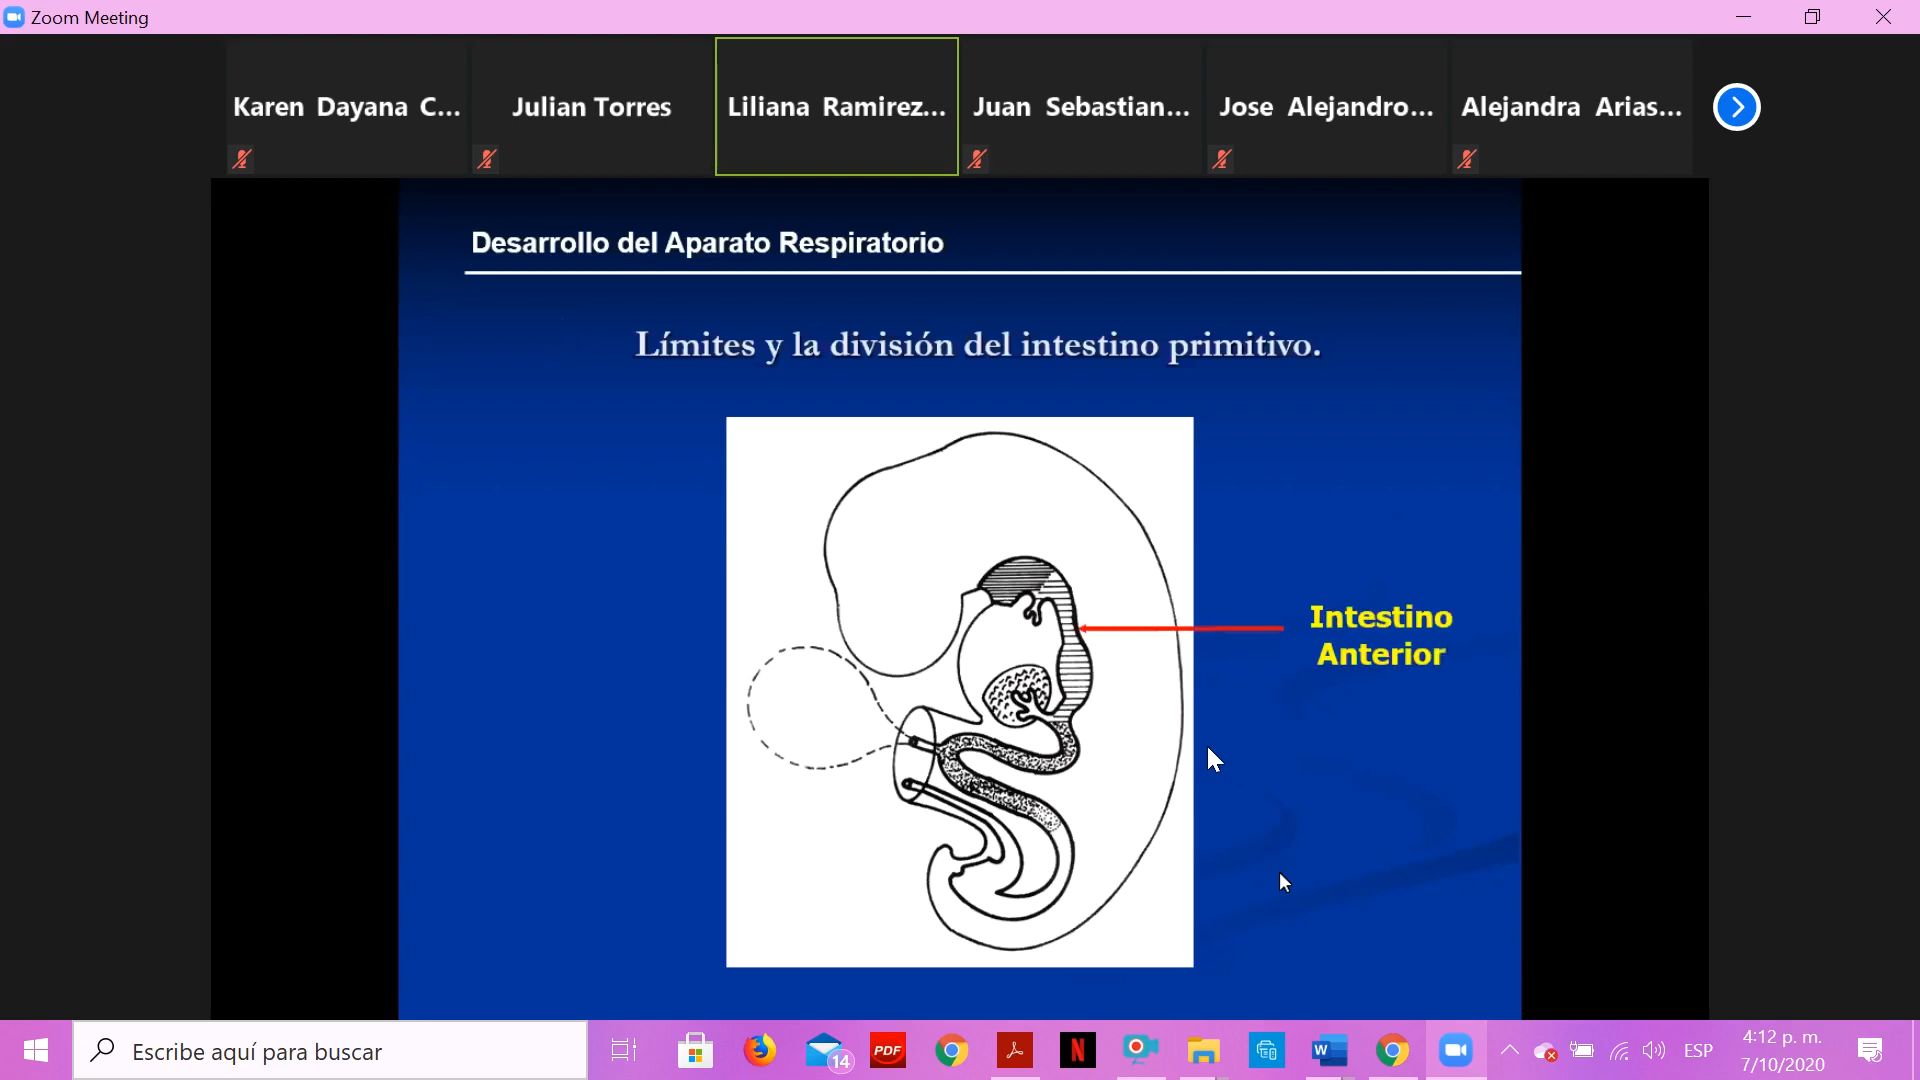 Zoom Meeting
Karen Dayana C...
Julian Torres
Liliana Ramirez...
Juan Sebastian...
Jose Alejandro...
Alejandra Arias...
Desarrollo del Aparato Respiratorio
Límites y la división del intestino primitivo.
Intestino
Anterior
Escribe aquí para buscar
14
PDF
N
W
ESP
4:12 p. m.
7/10/2020